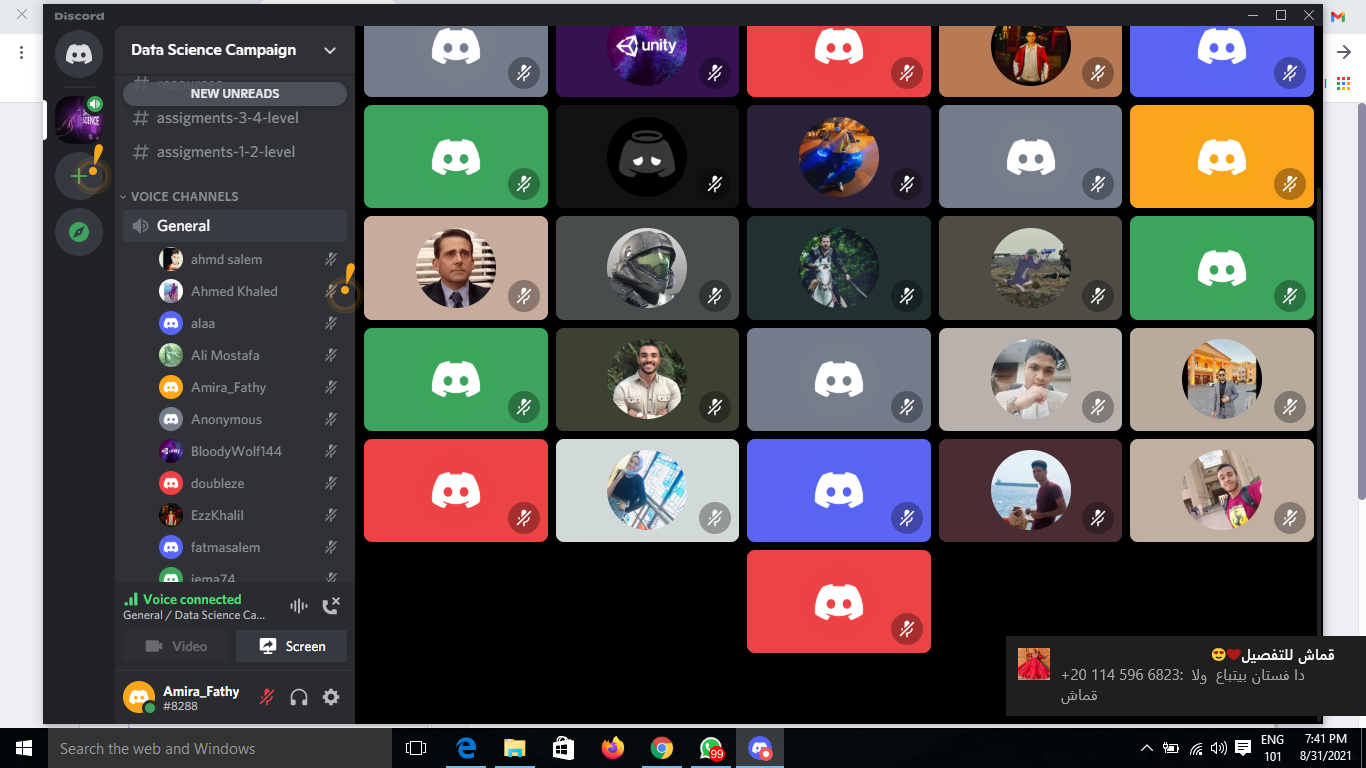 Discord
Data Science Campaign
resources
NEW UNREADS
# assigments-3-4-level
# assigments-1-2-level
VOICE CHANNELS
General
ahmd salem
Ahmed Khaled
alaa
Ali Mostafa
Amira_Fathy
Anonymous
BloodyWolf144
doubleze
EzzKhalil
fatmasalem
jema74
Voice connected
General / Data Science Ca...
Video
Screen
Amira_Fathy
#8288
unity
SCIENCE
قماش للتفصيل❤😍
+20 114 596 6823: دا فستان بيتباع ولا
قماش
Search the web and Windows
99
ENG
101
7:41 PM
8/31/2021